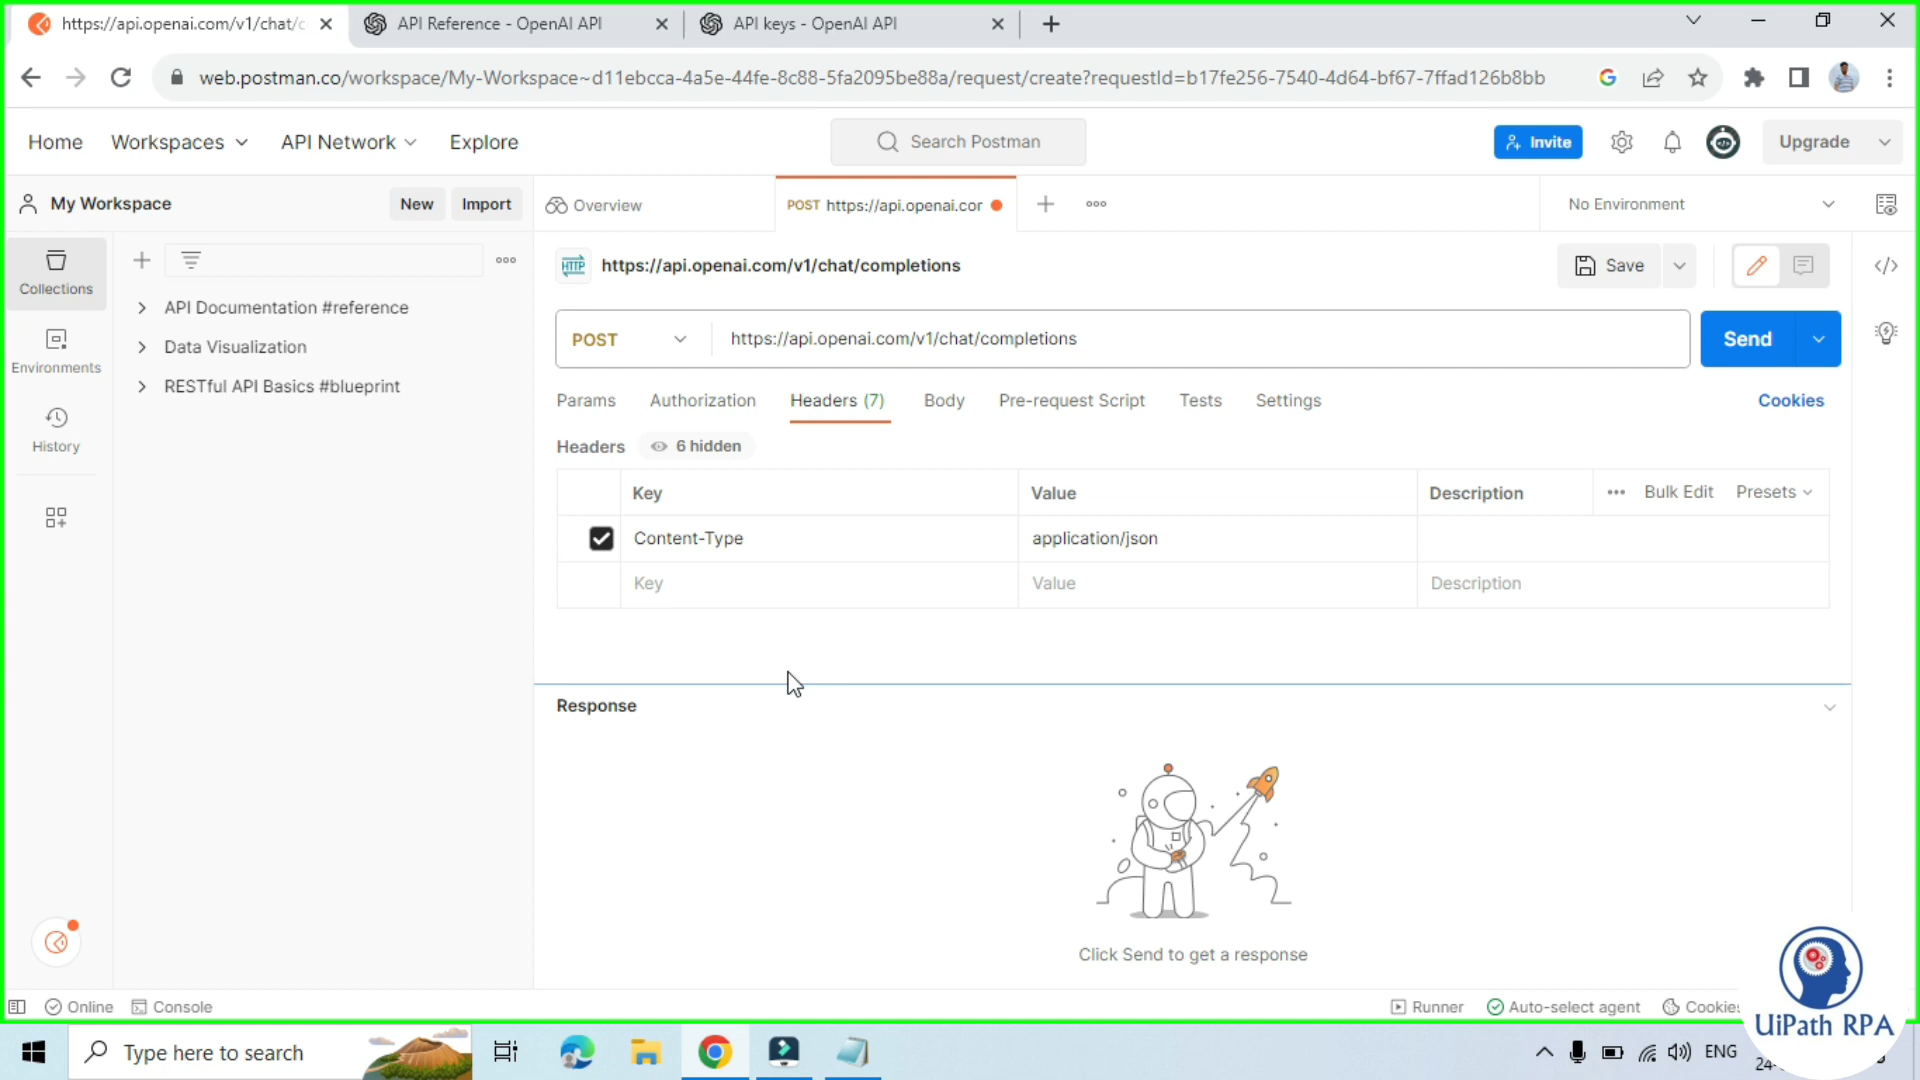 https://api.openai.com/v1/chat/c
API Reference - OpenAI API
API keys - OpenAI API
web.postman.co/workspace/My-Workspace~d11ebcca-4a5e-44fe-8c88-5fa2095be88a/request/create?requestId=b17fe256-7540-4d64-bf67-7ffad126b8bb
Home
Workspaces
API Network
Explore
Search Postman
Invite
Upgrade
My Workspace
New
Import
Overview
POST https://api.openai.cor
No Environment
Collections
API Documentation #reference
Data Visualization
RESTful API Basics #blueprint
Environments
History
HTTP
https://api.openai.com/v1/chat/completions
Save
POST
https://api.openai.com/v1/chat/completions
Send
Params
Authorization
Headers (7)
Body
Pre-request Script
Tests
Settings
Cookies
Headers
6 hidden
Key
Value
Description
Bulk Edit
Presets
Content-Type
application/json
Key
Value
Description
Response
Click Send to get a response
Online
Console
Runner
Auto-select agent
Cookies
UiPath RPA
Type here to search
ENG
24-